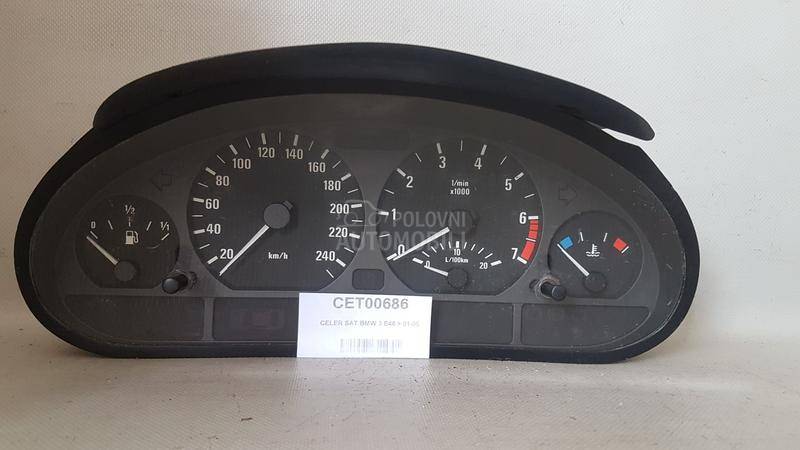 POLOVNI
AUTOMOBILI
0 1/2 1/1
20 40 60 80 100 120 140 160 180 200 220 240
km/h
0 1 2 3 4 5 6 7
1/min
x1000
0 10 20
L/100km
CET00686
CELER SAT BMW 3 E46 > 01-05